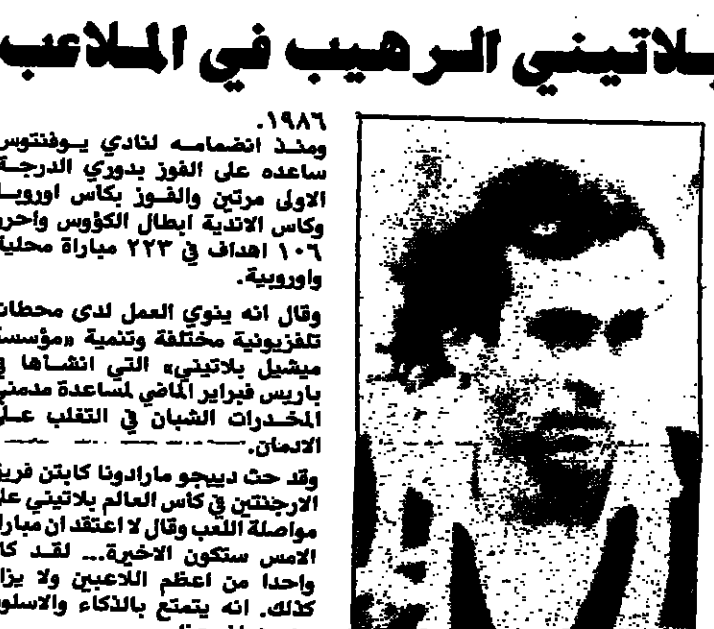 بلاتيني الرهيب في الملاعب
١٩٨٦.
ومنذ انضمامه لنادي يوفنتوس
ساعده على الفوز بدوري الدرجة
الاولى مرتين والفوز بكاس اوروبا
وكاس الاندية ابطال الكؤوس واحرز
١٠٦ اهداف في ٢٢٣ مباراة محلية
واوروبية.
وقال انه ينوي العمل لدى محطات
تلفزيونية مختلفة وتنمية «مؤسسة
ميشيل بلاتيني» التي انشاها في
باريس فبراير الماضي لمساعدة مدمني
المخدرات الشبان في التغلب على
الادمان.
وقد حث دييجو مارادونا كابتن فريق
الارجنتين في كأس العالم بلاتيني على
مواصلة اللعب وقال لا اعتقد ان مباراة
الامس ستكون الاخيرة... لقد كان
واحدا من اعظم اللاعبين ولا يزال
كذلك. انه يتمتع بالذكاء والاسلوب